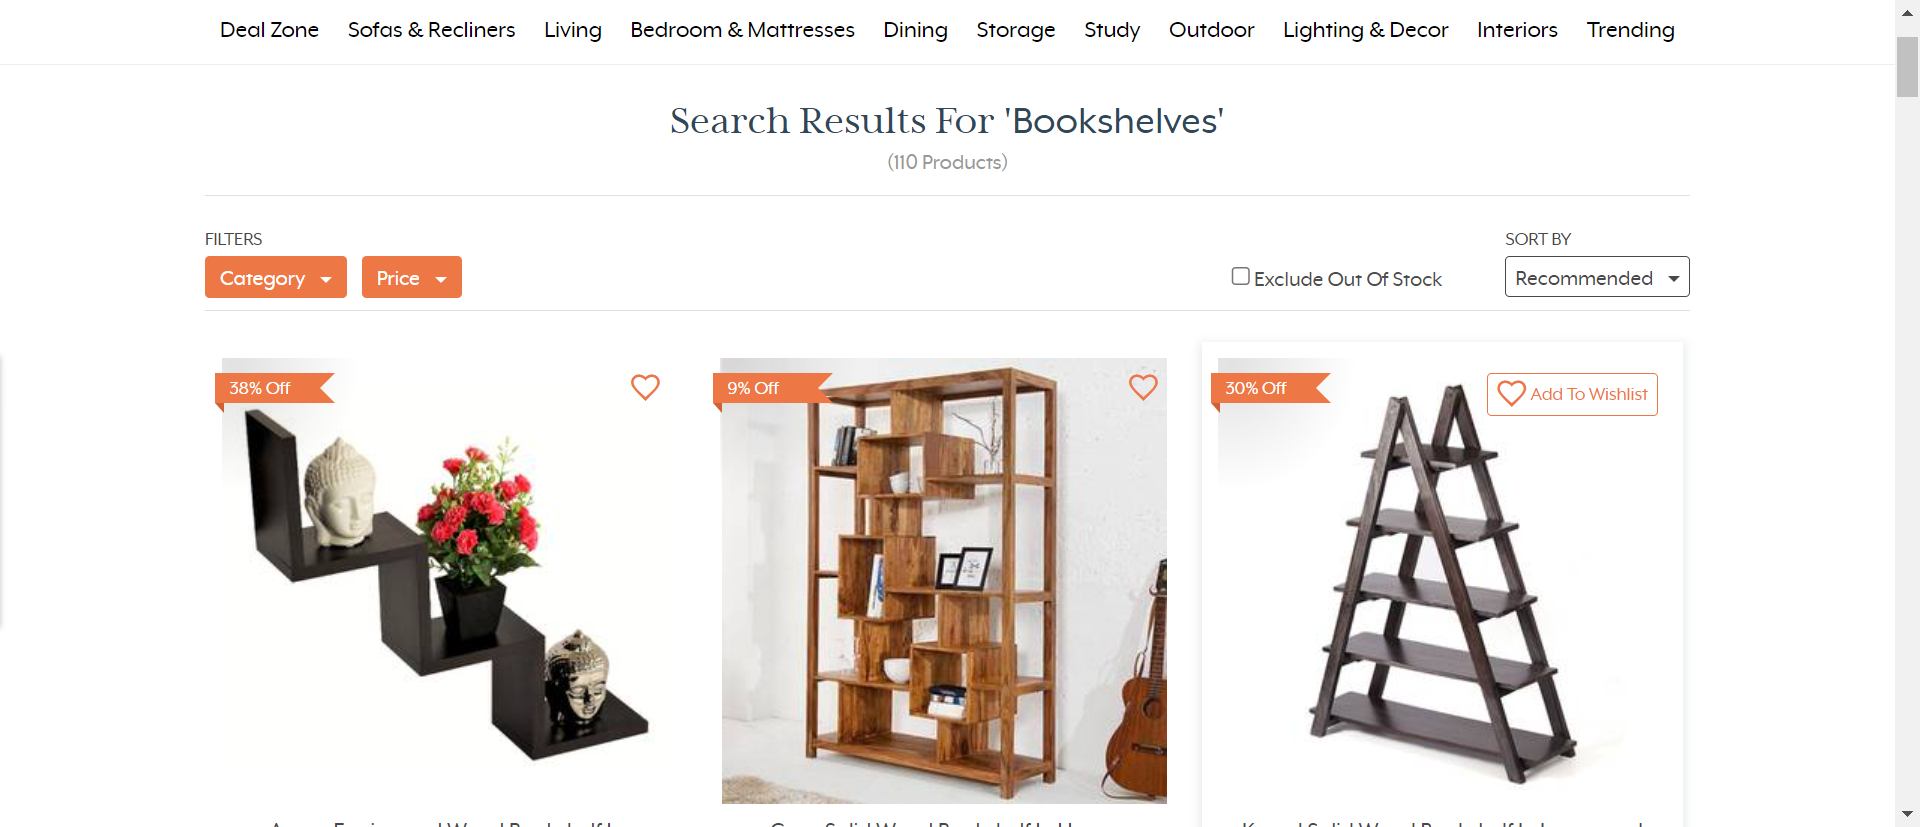 Deal Zone Sofas & Recliners Living Bedroom & Mattresses Dining Storage Study Outdoor Lighting & Decor Interiors Trending
Search Results For 'Bookshelves'
(110 Products)
FILTERS
SORT BY
Category Price
Exclude Out Of Stock
Recommended
38% Off
9% Off
30% Off
Add To Wishlist